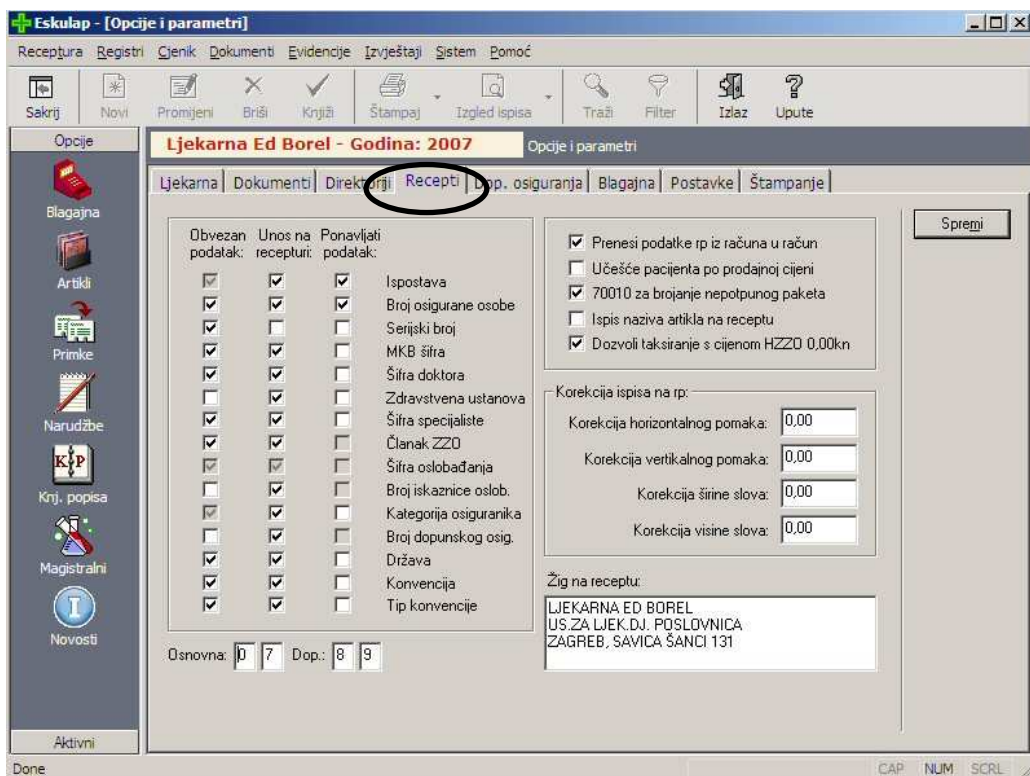 Eskulap - [Opcije i parametri]
Receptura Registri Cjenik Dokumenti Evidencije Izvještaji Sistem Pomoć
Sakrij Novi Promijeni Briši Knjiži Štampaj Izgled ispisa Traži Filter Izlaz Upute
Opcije
Blagajna
Artikli
Primke
Narudžbe
K P
Knj. popisa
Magistralni
I
Novosti
Aktivni
Ljekarna Ed Borel - Godina: 2007 Opcije i parametri
Ljekarna Dokumenti Direktoriji Recepti Dop. osiguranja Blagajna Postavke Štampanje
Obvezan Unos na Ponavljati
podatak: recepturi: podatak:
Ispostava
Broj osigurane osobe
Serijski broj
MKB šifra
Šifra doktora
Zdravstvena ustanova
Šifra specijaliste
Članak ZZO
Šifra oslobađanja
Broj iskaznice oslob.
Kategorija osiguranika
Broj dopunskog osig.
Država
Konvencija
Tip konvencije
Osnovna: 0 7 Dop.: 8 9
Prenesi podatke rp iz računa u račun
Učešće pacijenta po prodajnoj cijeni
70010 za brojanje nepotpunog paketa
Ispis naziva artikla na receptu
Dozvoli taksiranje s cijenom HZZO 0,00kn
Korekcija ispisa na rp:
Korekcija horizontalnog pomaka: 0,00
Korekcija vertikalnog pomaka: 0,00
Korekcija širine slova: 0,00
Korekcija visine slova: 0,00
Žig na receptu:
LJEKARNA ED BOREL
US.ZA LJEK.DJ. POSLOVNICA
ZAGREB, SAVICA ŠANCI 131
Spremi
Done CAP NUM SCRL